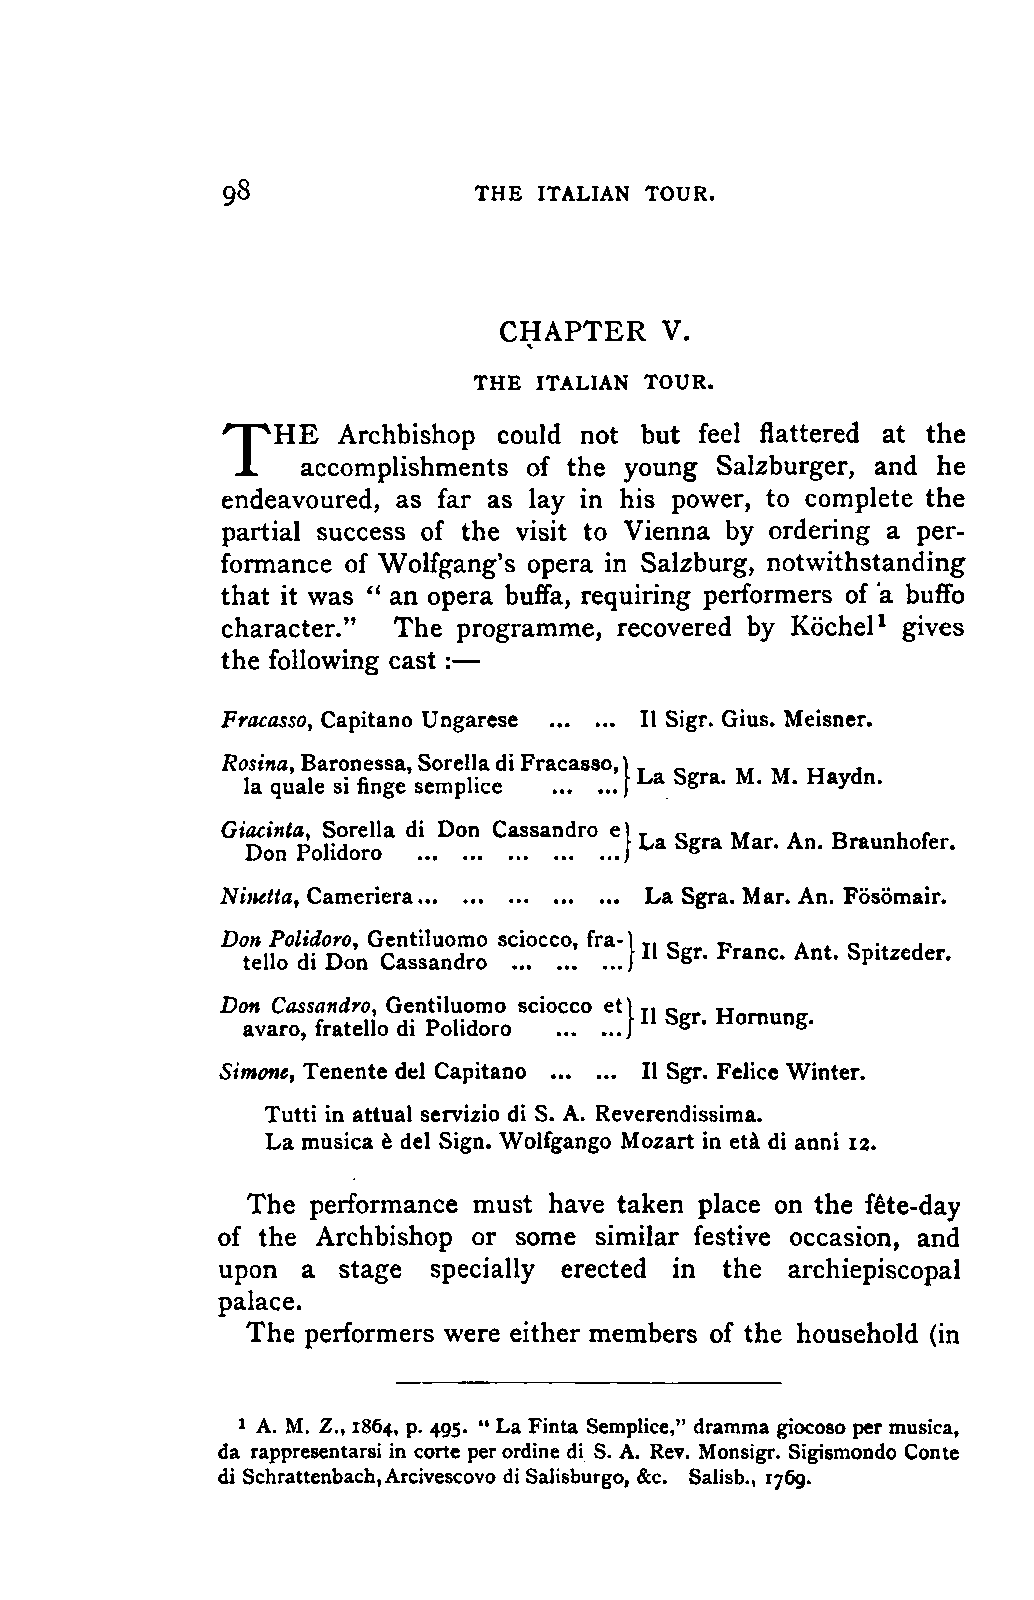 98 THE ITALIAN TOUR.
CHAPTER V.
THE ITALIAN TOUR.
THE Archbishop could not but feel flattered at the
accomplishments of the young Salzburger, and he
endeavoured, as far as lay in his power, to complete the
partial success of the visit to Vienna by ordering a per-
formance of Wolfgang's opera in Salzburg, notwithstanding
that it was " an opera buffa, requiring performers of a buffo
character." The programme, recovered by Köchel¹ gives
the following cast :—
Fracasso, Capitano Ungarese ... ... Il Sigr. Gius. Meisner.
Rosina, Baronessa, Sorella di Fracasso,
la quale si finge semplice ... ...} La Sgra. M. M. Haydn.
Giacinta, Sorella di Don Cassandro e
Don Polidoro ... ... ... ... ...} La Sgra Mar. An. Braunhofer.
Ninetta, Cameriera... ... ... ... ... La Sgra. Mar. An. Fösömair.
Don Polidoro, Gentiluomo sciocco, fra-
tello di Don Cassandro ... ... ...} Il Sgr. Franc. Ant. Spitzeder.
Don Cassandro, Gentiluomo sciocco et
avaro, fratello di Polidoro ... ...} Il Sgr. Hornung.
Simone, Tenente del Capitano ... ... Il Sgr. Felice Winter.
Tutti in attual servizio di S. A. Reverendissima.
La musica è del Sign. Wolfgango Mozart in età di anni 12.
The performance must have taken place on the fête-day
of the Archbishop or some similar festive occasion, and
upon a stage specially erected in the archiepiscopal
palace.
The performers were either members of the household (in
¹ A. M. Z., 1864, p. 495. " La Finta Semplice," dramma giocoso per musica,
da rappresentarsi in corte per ordine di S. A. Rev. Monsigr. Sigismondo Conte
di Schrattenbach, Arcivescovo di Salisburgo, &c. Salisb., 1769.